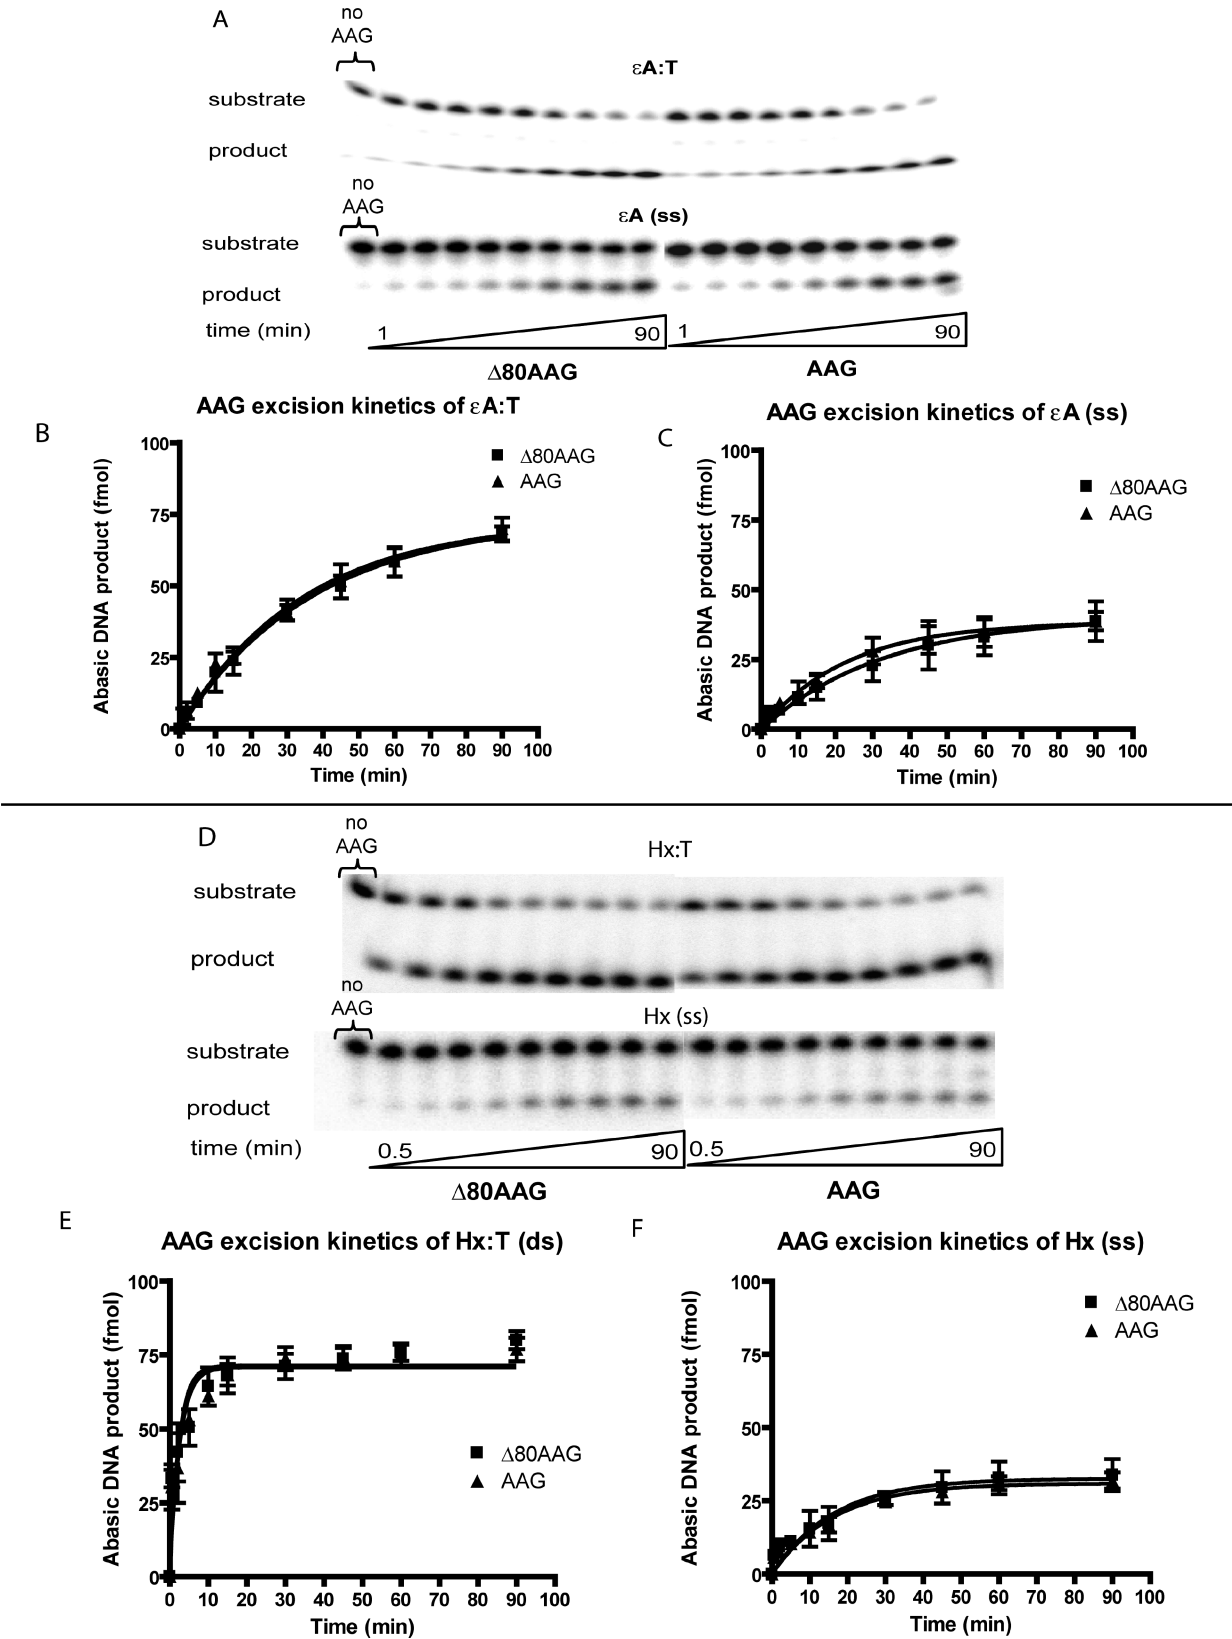 A
no
AAG
εA:T
substrate
product
no
AAG
εA (ss)
substrate
product
time (min)
1
90
1
90
Δ80AAG
AAG
B
AAG excision kinetics of εA:T
Abasic DNA product (fmol)
100
75
50
25
0
Δ80AAG
AAG
0 10 20 30 40 50 60 70 80 90 100
Time (min)
C
AAG excision kinetics of εA (ss)
Abasic DNA product (fmol)
100
75
50
25
0
Δ80AAG
AAG
0 10 20 30 40 50 60 70 80 90 100
Time (min)
D
no
AAG
Hx:T
substrate
product
no
AAG
Hx (ss)
substrate
product
time (min)
0.5
90
0.5
90
Δ80AAG
AAG
E
AAG excision kinetics of Hx:T (ds)
Abasic DNA product (fmol)
100
75
50
25
0
Δ80AAG
AAG
0 10 20 30 40 50 60 70 80 90 100
Time (min)
F
AAG excision kinetics of Hx (ss)
Abasic DNA product (fmol)
100
75
50
25
0
Δ80AAG
AAG
0 10 20 30 40 50 60 70 80 90 100
Time (min)